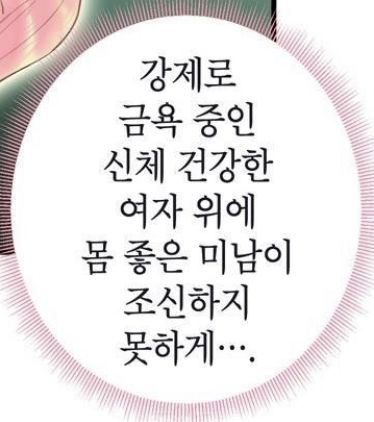 강제로
금욕 중인
신체 건강한
여자 위에
몸 좋은 미남이
조신하지
못하게….